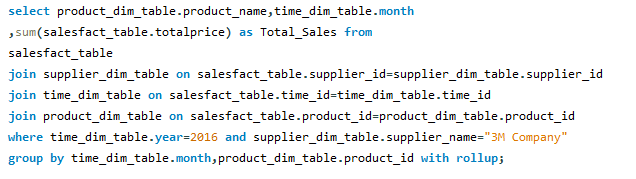 select product_dim_table.product_name,time_dim_table.month
,sum(salesfact_table.totalprice) as Total_Sales from
salesfact_table
join supplier_dim_table on salesfact_table.supplier_id=supplier_dim_table.supplier_id
join time_dim_table on salesfact_table.time_id=time_dim_table.time_id
join product_dim_table on salesfact_table.product_id=product_dim_table.product_id
where time_dim_table.year=2016 and supplier_dim_table.supplier_name="3M Company"
group by time_dim_table.month,product_dim_table.product_id with rollup;